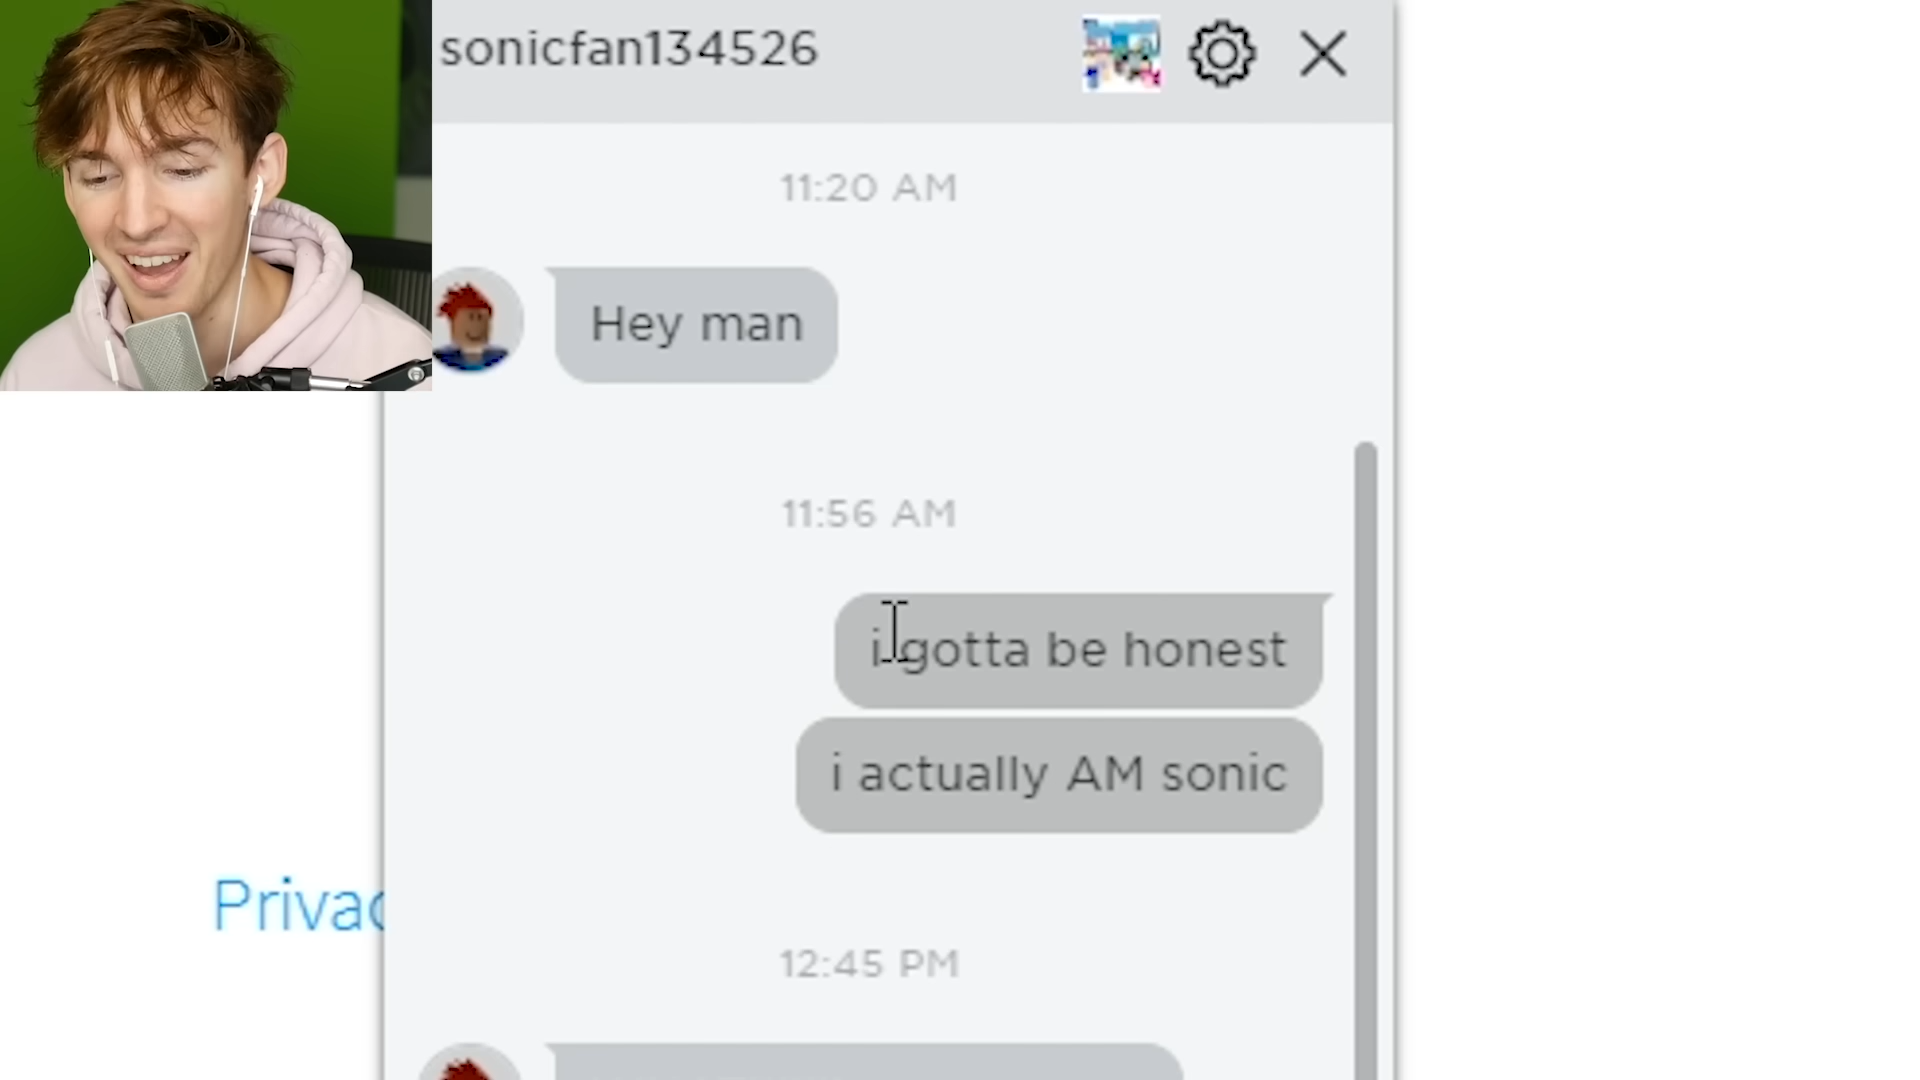 sonicfan134526
11:20 AM
Hey man
11:56 AM
i gotta be honest
i actually AM sonic
Privac
12:45 PM